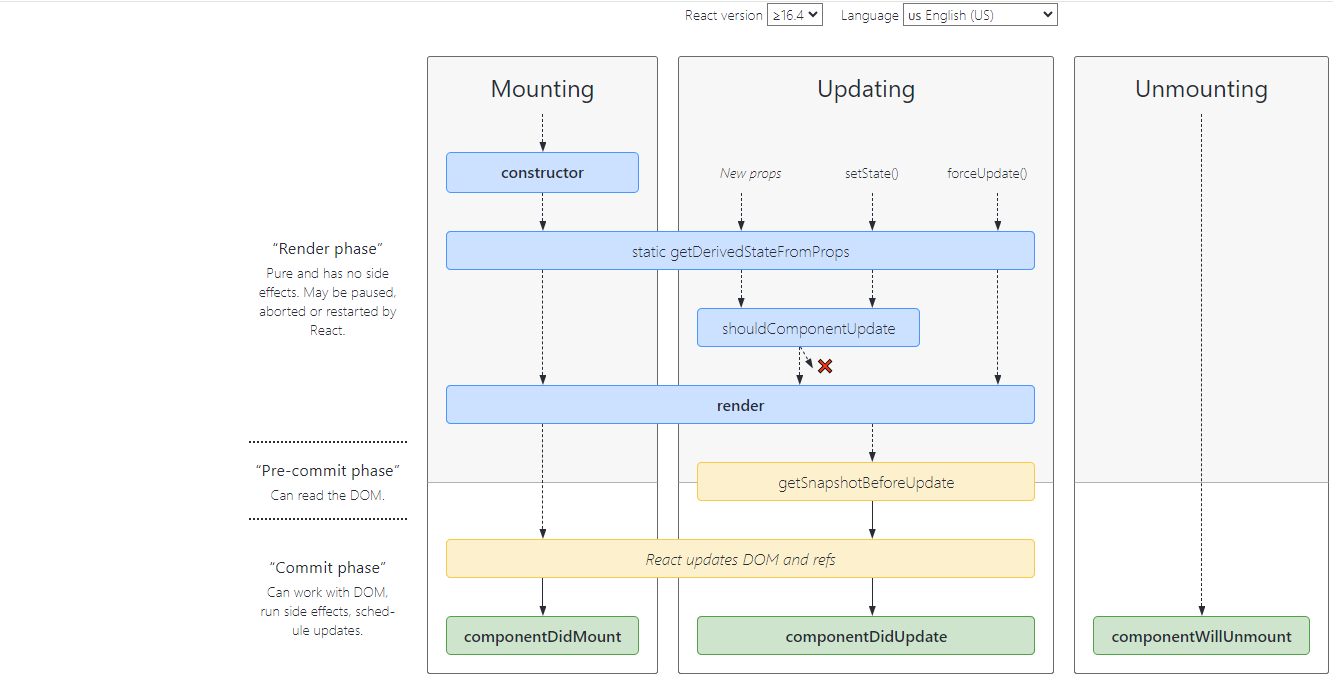 React version ≥16.4 Language us English (US)
Mounting
Updating
Unmounting
constructor
New props
setState()
forceUpdate()
“Render phase”
Pure and has no side
effects. May be paused,
aborted or restarted by
React.
static getDerivedStateFromProps
shouldComponentUpdate
render
“Pre-commit phase”
Can read the DOM.
getSnapshotBeforeUpdate
“Commit phase”
Can work with DOM,
run side effects, sched-
ule updates.
React updates DOM and refs
componentDidMount
componentDidUpdate
componentWillUnmount